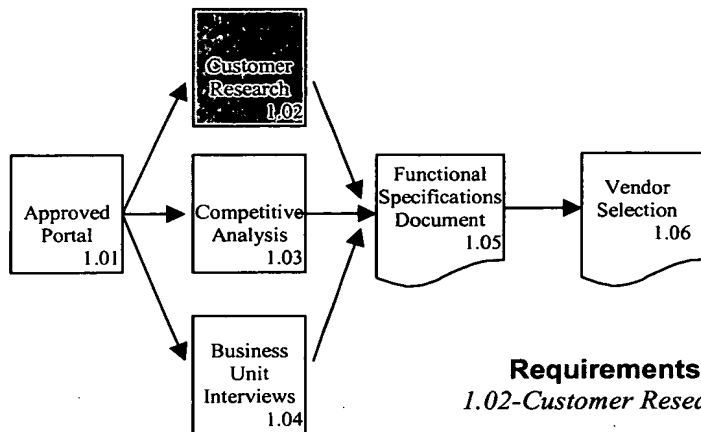 Customer
Research
1.02
Approved
Portal
1.01
Competitive
Analysis
1.03
Business
Unit
Interviews
1.04
Functional
Specifications
Document
1.05
Vendor
Selection
1.06
Requirements
1.02-Customer